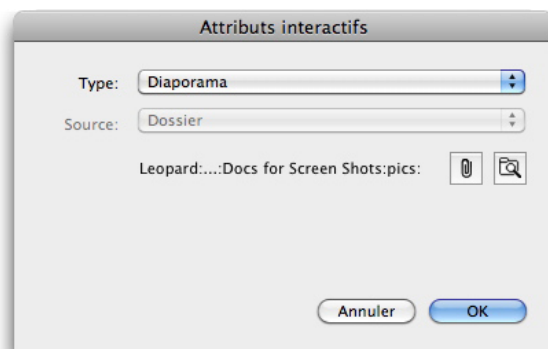 Attributs interactifs
Type: Diaporama
Source: Dossier
Leopard:...:Docs for Screen Shots:pics:
Annuler OK